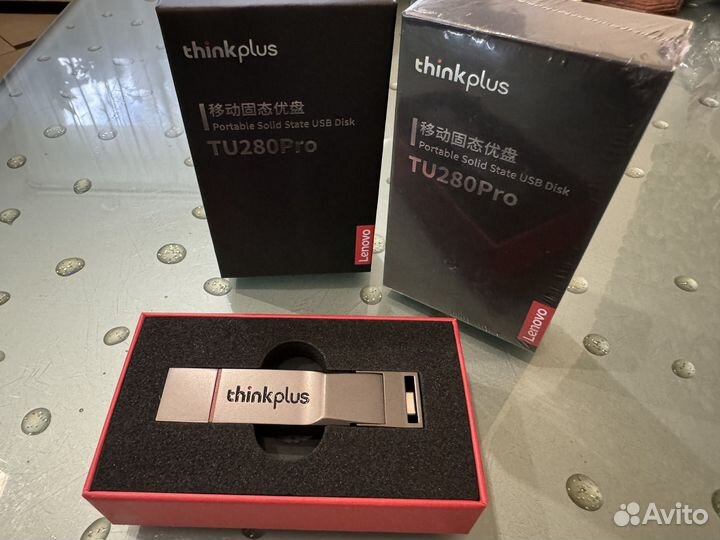 thinkplus
移动固态优盘
Portable Solid State USB Disk
TU280Pro
Lenovo
thinkplus
移动固态优盘
Portable Solid State USB Disk
TU280Pro
Lenovo
thinkplus
Avito